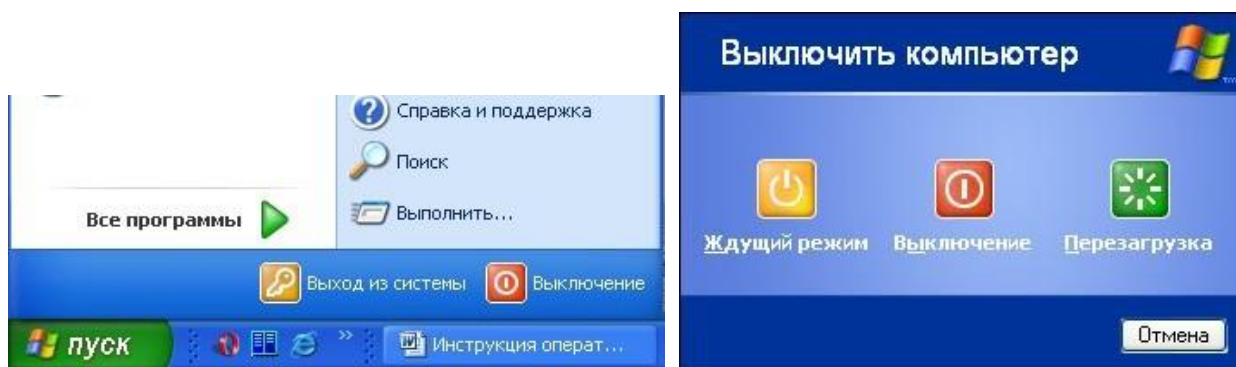 Справка и поддержка
Поиск
Все программы
Выполнить...
Выход из системы
Выключение
пуск
»
Инструкция операт...
Выключить компьютер
Ждущий режим
Выключение
Перезагрузка
Отмена